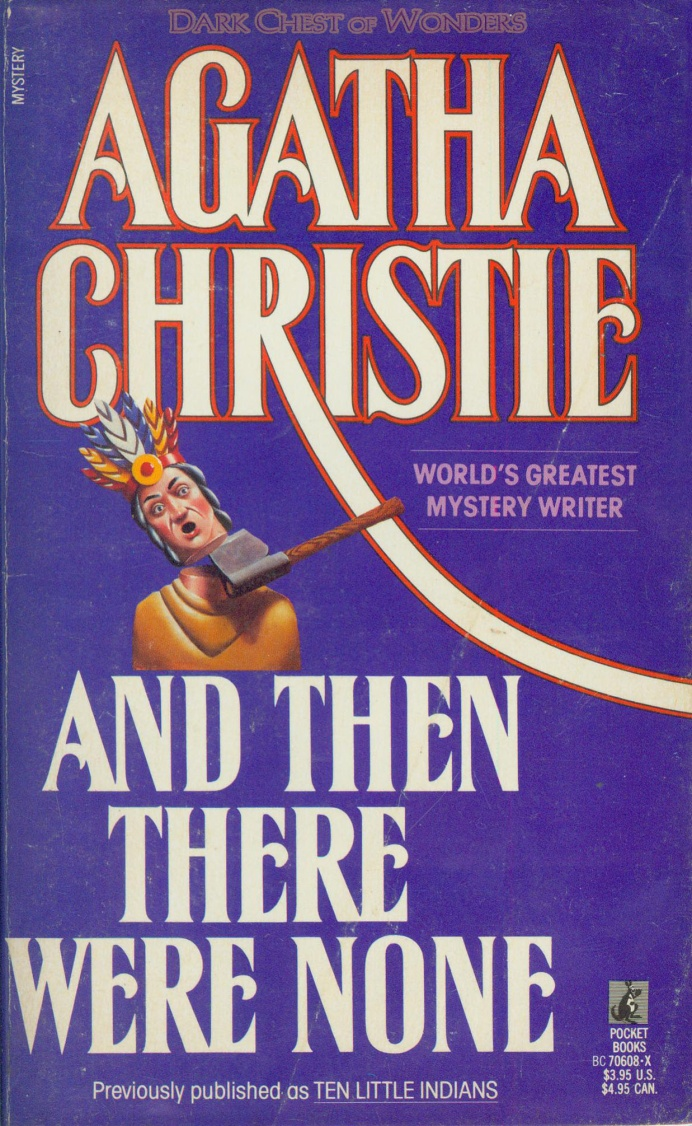 DARK CHEST OF WONDERS
MYSTERY
AGATHA
CHRISTIE
WORLD'S GREATEST
MYSTERY WRITER
AND THEN
THERE
WERE NONE
POCKET
BOOKS
BC 70608-X
$3.95 U.S.
$4.95 CAN.
Previously published as TEN LITTLE INDIANS